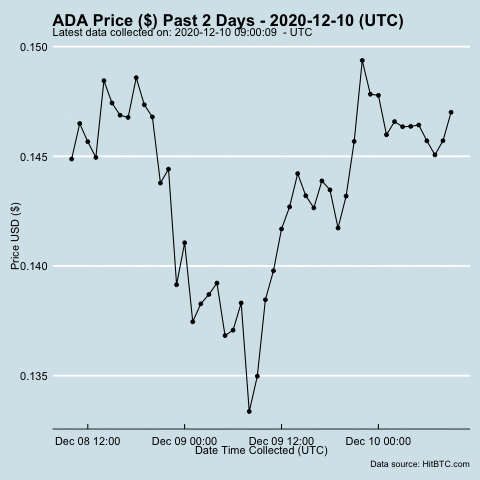 ADA Price ($) Past 2 Days - 2020-12-10 (UTC)
Latest data collected on: 2020-12-10 09:00:09 - UTC
0.150
0.145
0.140
0.135
Price USD ($)
Dec 08 12:00 Dec 09 00:00 Dec 09 12:00 Dec 10 00:00
Date Time Collected (UTC)
Data source: HitBTC.com